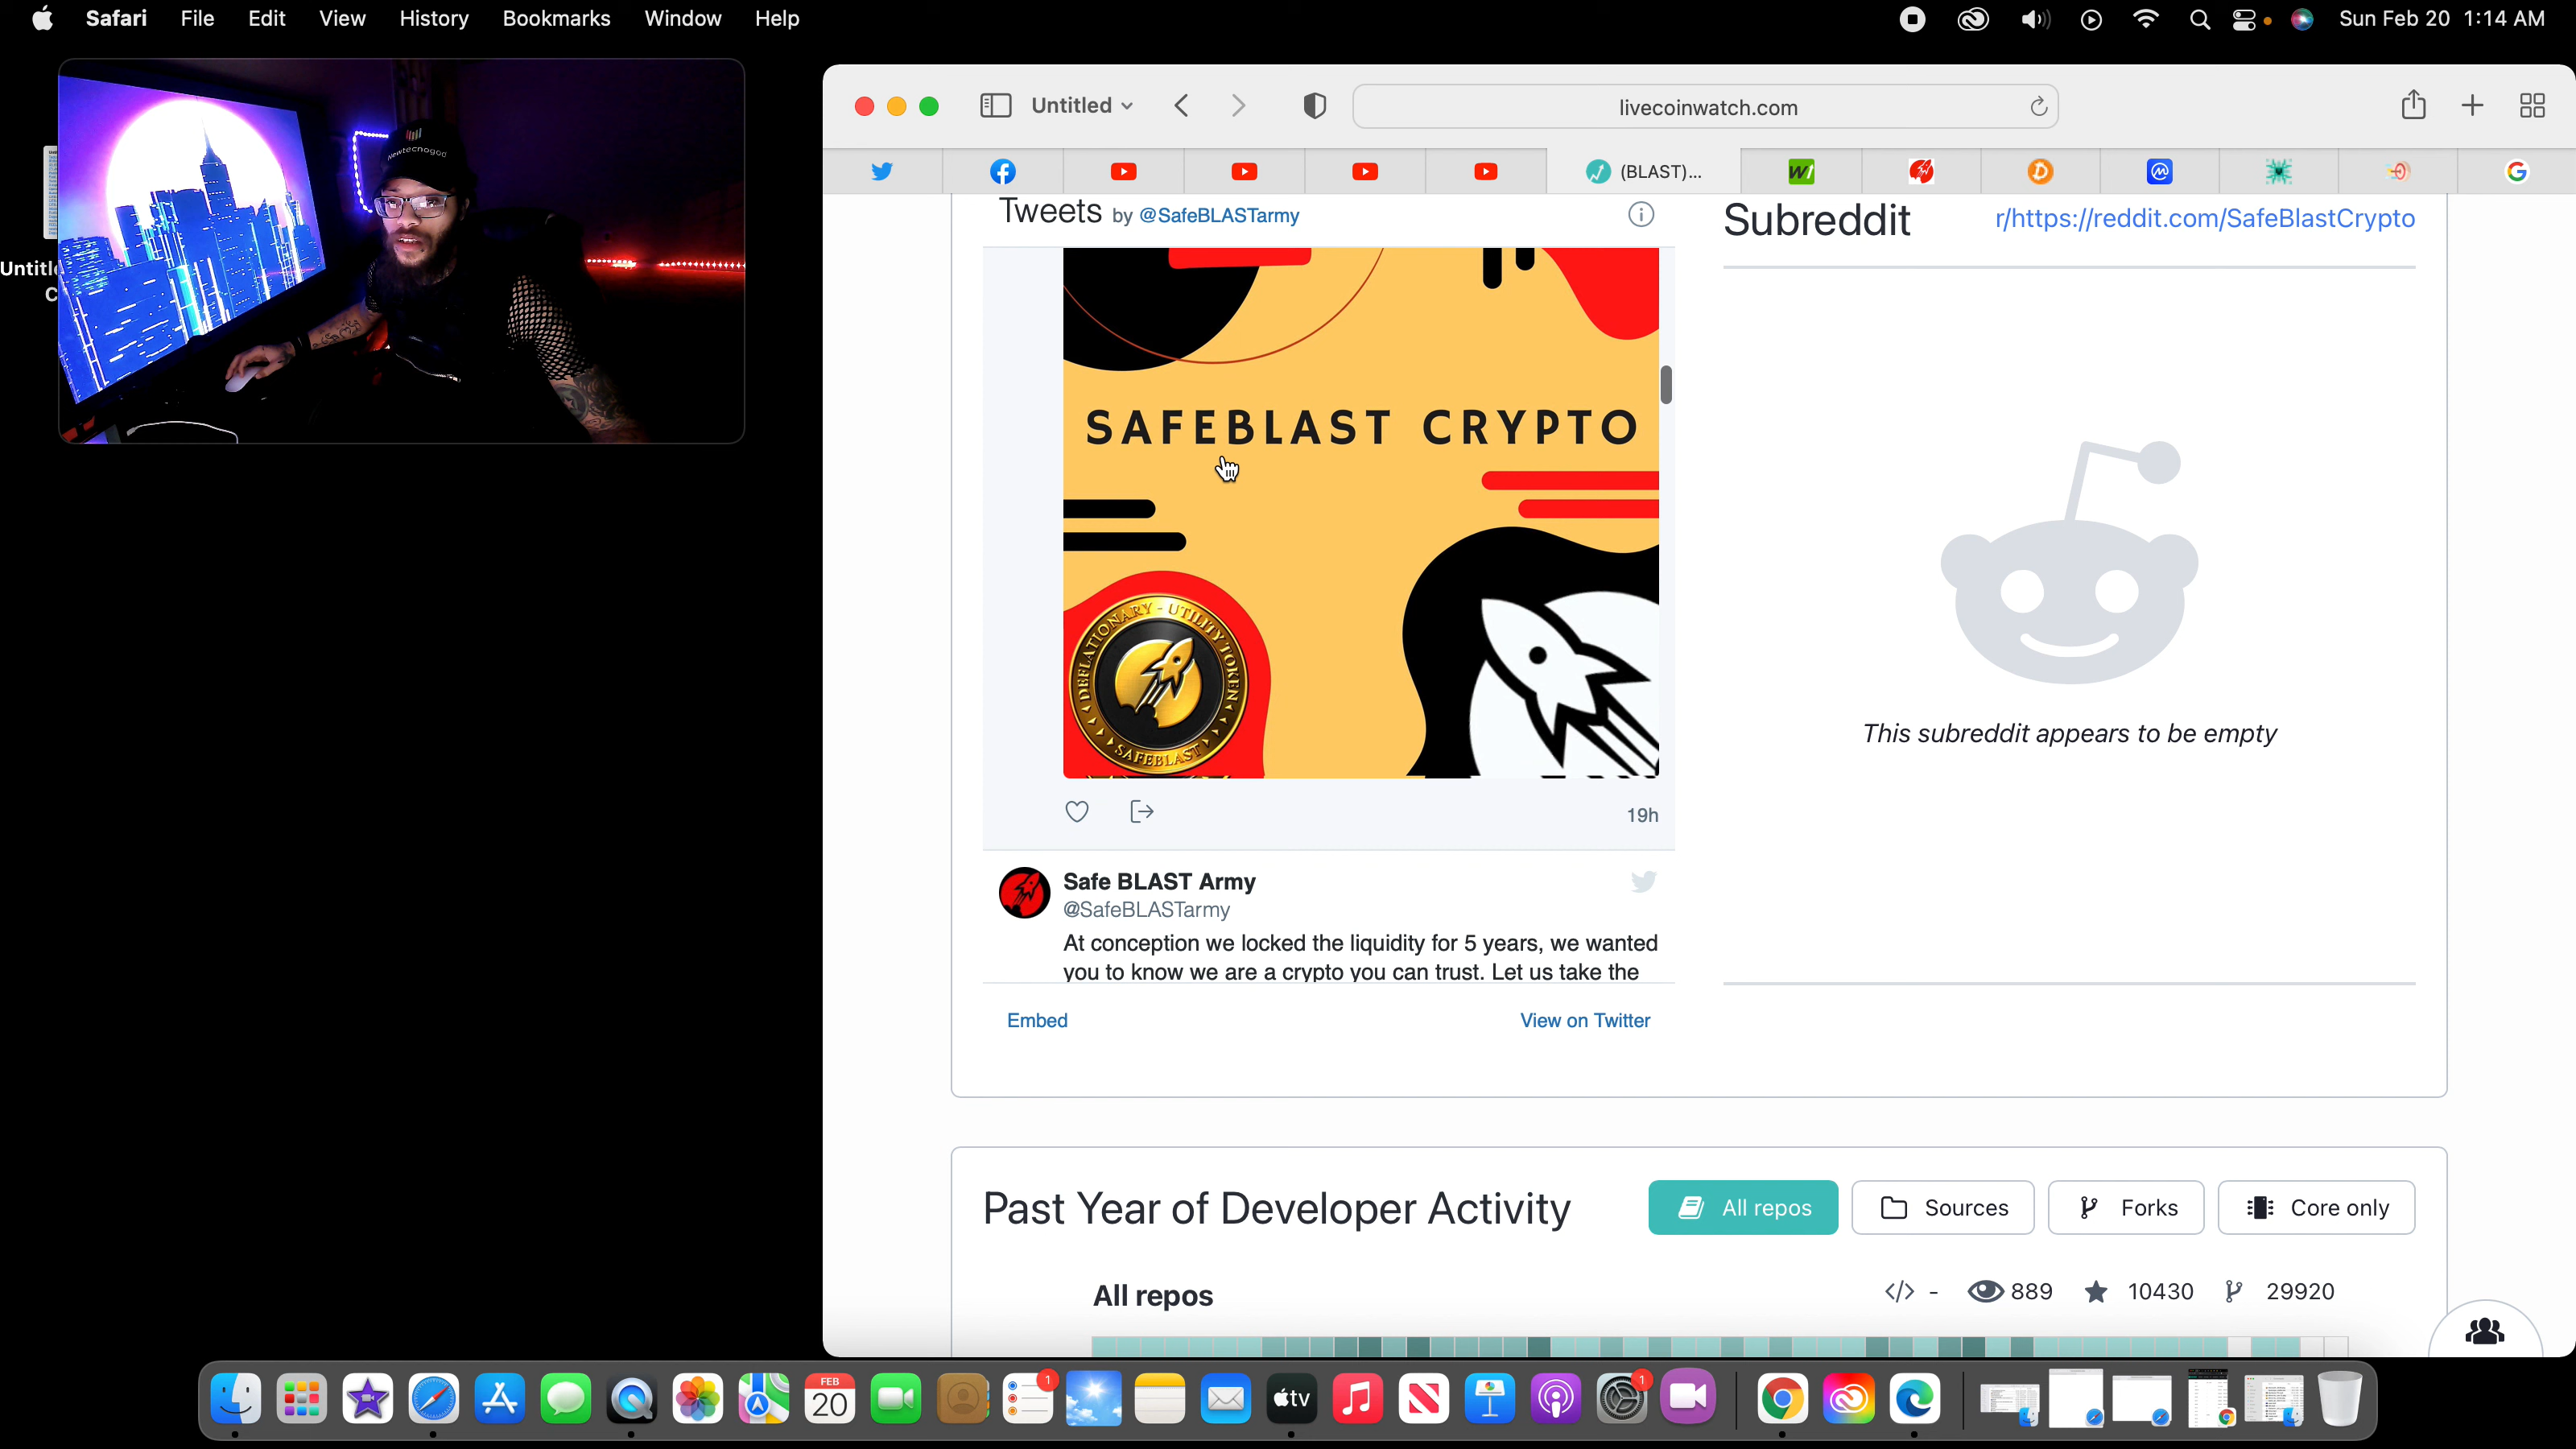 Safari File Edit View History Bookmarks Window Help
Sun Feb 20 1:14 AM
Newtecnogod
Untitled
livecoinwatch.com
(BLAST)...
Tweets by @SafeBLASTarmy
Subreddit
r/https://reddit.com/SafeBlastCrypto
SAFEBLAST CRYPTO
DEFLATIONARY - UTILITY TOKEN
SAFEBLAST
19h
This subreddit appears to be empty
Safe BLAST Army
@SafeBLASTarmy
At conception we locked the liquidity for 5 years, we wanted
you to know we are a crypto you can trust. Let us take the
Embed
View on Twitter
Past Year of Developer Activity
All repos
Sources
Forks
Core only
All repos
- 889 10430 29920
FEB
20
1
tv
1